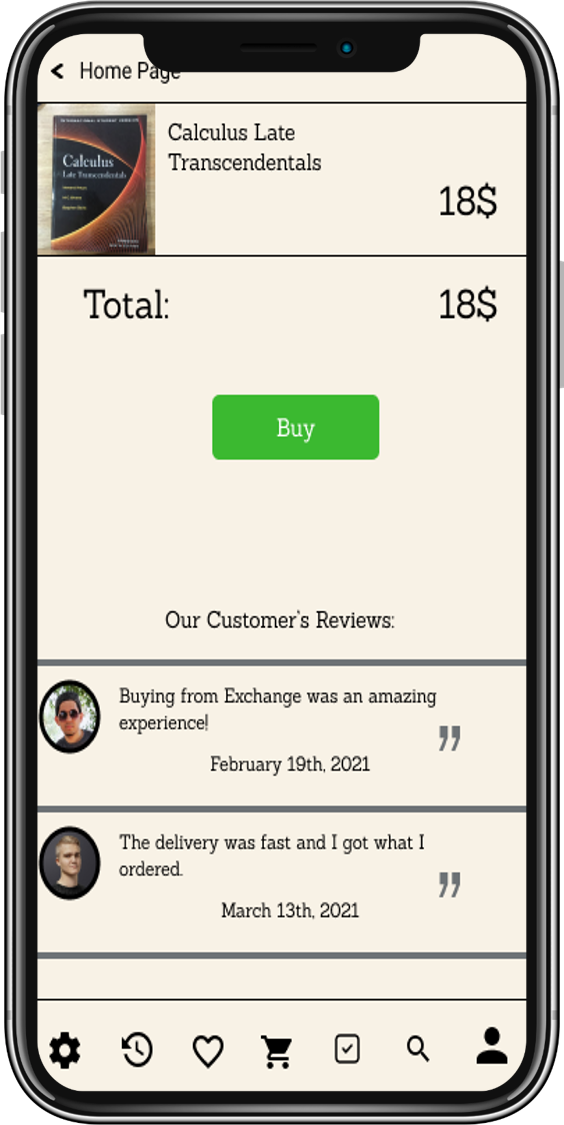 Home Page
Calculus
Late Transcendentals
Calculus Late
Transcendentals
18$
Total:
18$
Buy
Our Customer's Reviews:
Buying from Exchange was an amazing
experience!
February 19th, 2021
The delivery was fast and I got what I
ordered.
March 13th, 2021